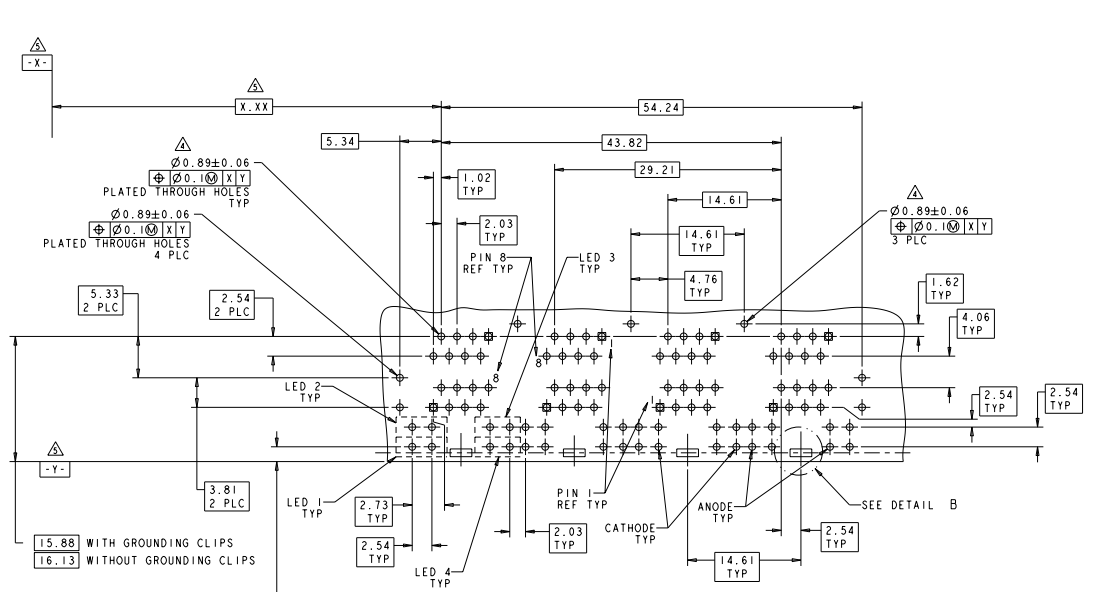 5
-X-
5
X.XX
54.24
5.34
43.82
4
Ø0.89±0.06
⌖ Ø0.1Ⓜ X Y
PLATED THROUGH HOLES
TYP
1.02
TYP
29.21
14.61
4
Ø0.89±0.06
⌖ Ø0.1Ⓜ X Y
3 PLC
Ø0.89±0.06
⌖ Ø0.1Ⓜ X Y
PLATED THROUGH HOLES
4 PLC
2.03
TYP
14.61
TYP
PIN 8
REF TYP
LED 3
TYP
4.76
TYP
5.33
2 PLC
2.54
2 PLC
1.62
TYP
4.06
TYP
1
8
8
LED 2
TYP
1
2.54
TYP
2.54
TYP
5
-Y-
3.81
2 PLC
LED 1
TYP
2.73
TYP
PIN 1
REF TYP
CATHODE
TYP
ANODE
TYP
SEE DETAIL B
15.88 WITH GROUNDING CLIPS
16.13 WITHOUT GROUNDING CLIPS
2.54
TYP
2.03
TYP
2.54
TYP
LED 4
TYP
14.61
TYP